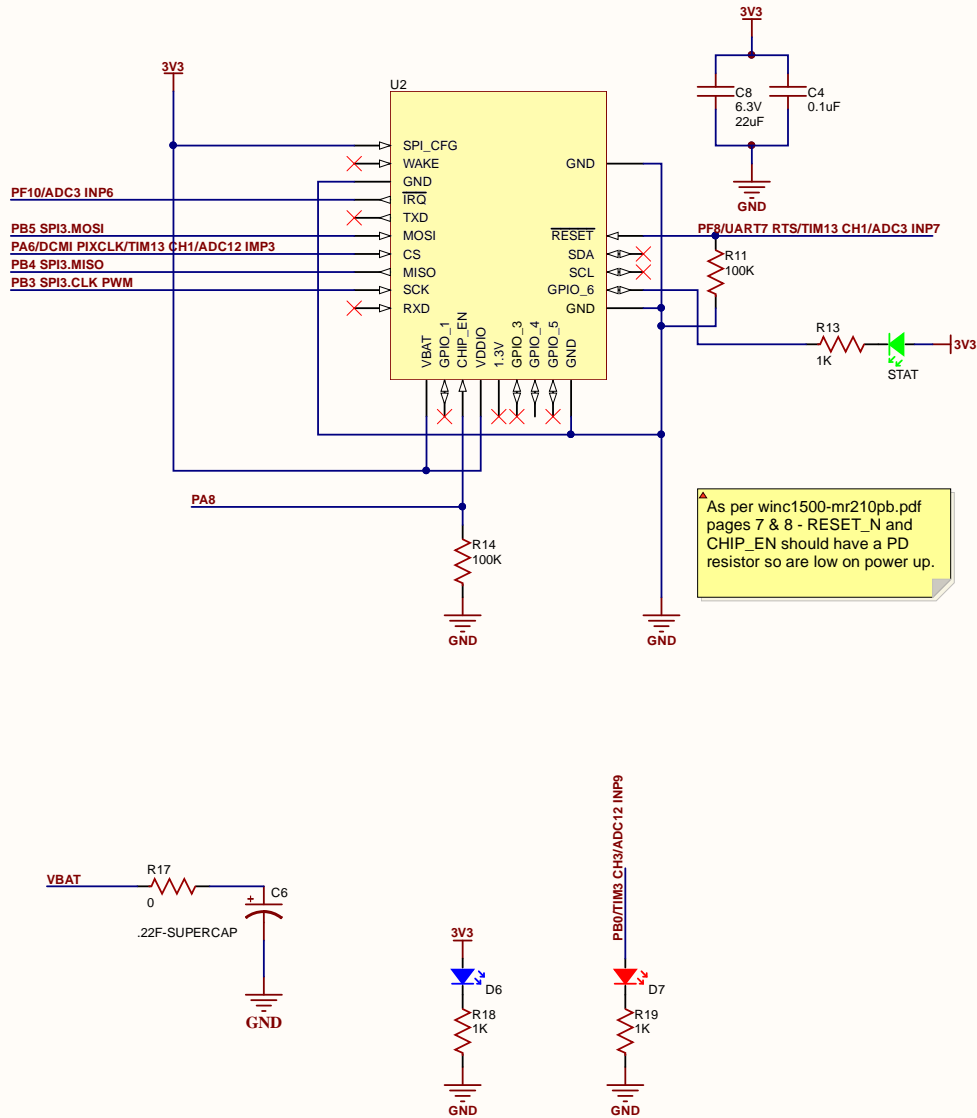 3V3
C8
6.3V
22uF
C4
0.1uF
GND
3V3
U2
SPI_CFG
WAKE
GND
IRQ
TXD
MOSI
CS
MISO
SCK
RXD
GND
RESET
SDA
SCL
GPIO_6
GND
VBAT
GPIO_1
CHIP_EN
VDDIO
1.3V
GPIO_3
GPIO_4
GPIO_5
GND
PF10/ADC3 INP6
PB5 SPI3.MOSI
PA6/DCMI PIXCLK/TIM13 CH1/ADC12 IMP3
PB4 SPI3.MISO
PB3 SPI3.CLK PWM
PF8/UART7 RTS/TIM13 CH1/ADC3 INP7
R11
100K
R13
1K
STAT
3V3
PA8
R14
100K
GND
GND
As per winc1500-mr210pb.pdf
pages 7 & 8 - RESET_N and
CHIP_EN should have a PD
resistor so are low on power up.
VBAT
R17
0
C6
+
.22F-SUPERCAP
GND
3V3
D6
R18
1K
GND
PB0/TIM3 CH3/ADC12 INP9
D7
R19
1K
GND